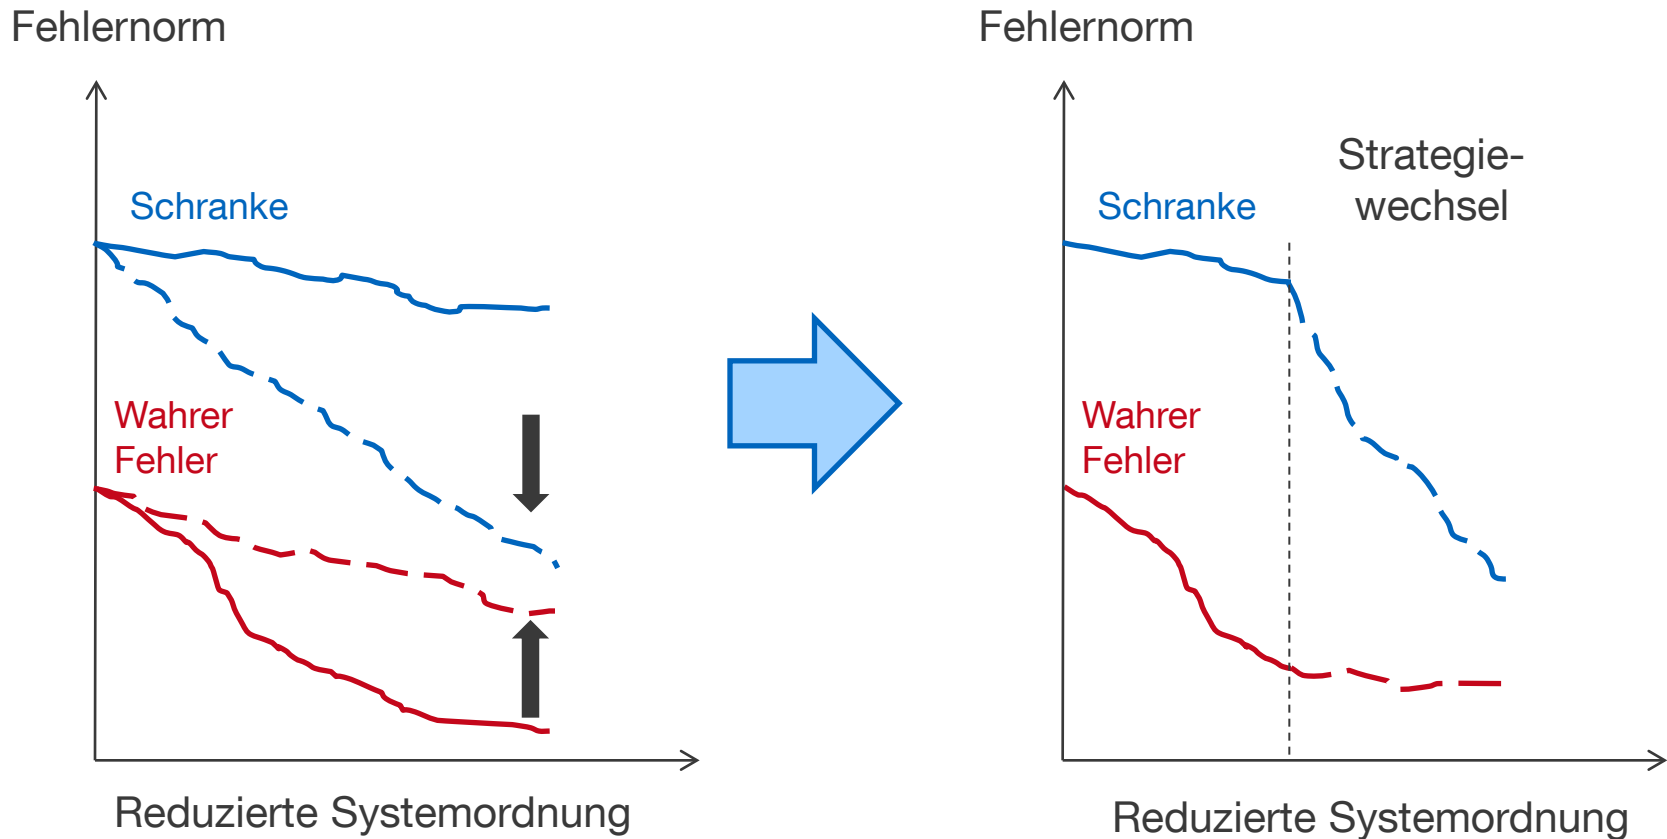 Fehlernorm
Schranke
Wahrer
Fehler
Reduzierte Systemordnung
Fehlernorm
Strategie-
wechsel
Schranke
Wahrer
Fehler
Reduzierte Systemordnung